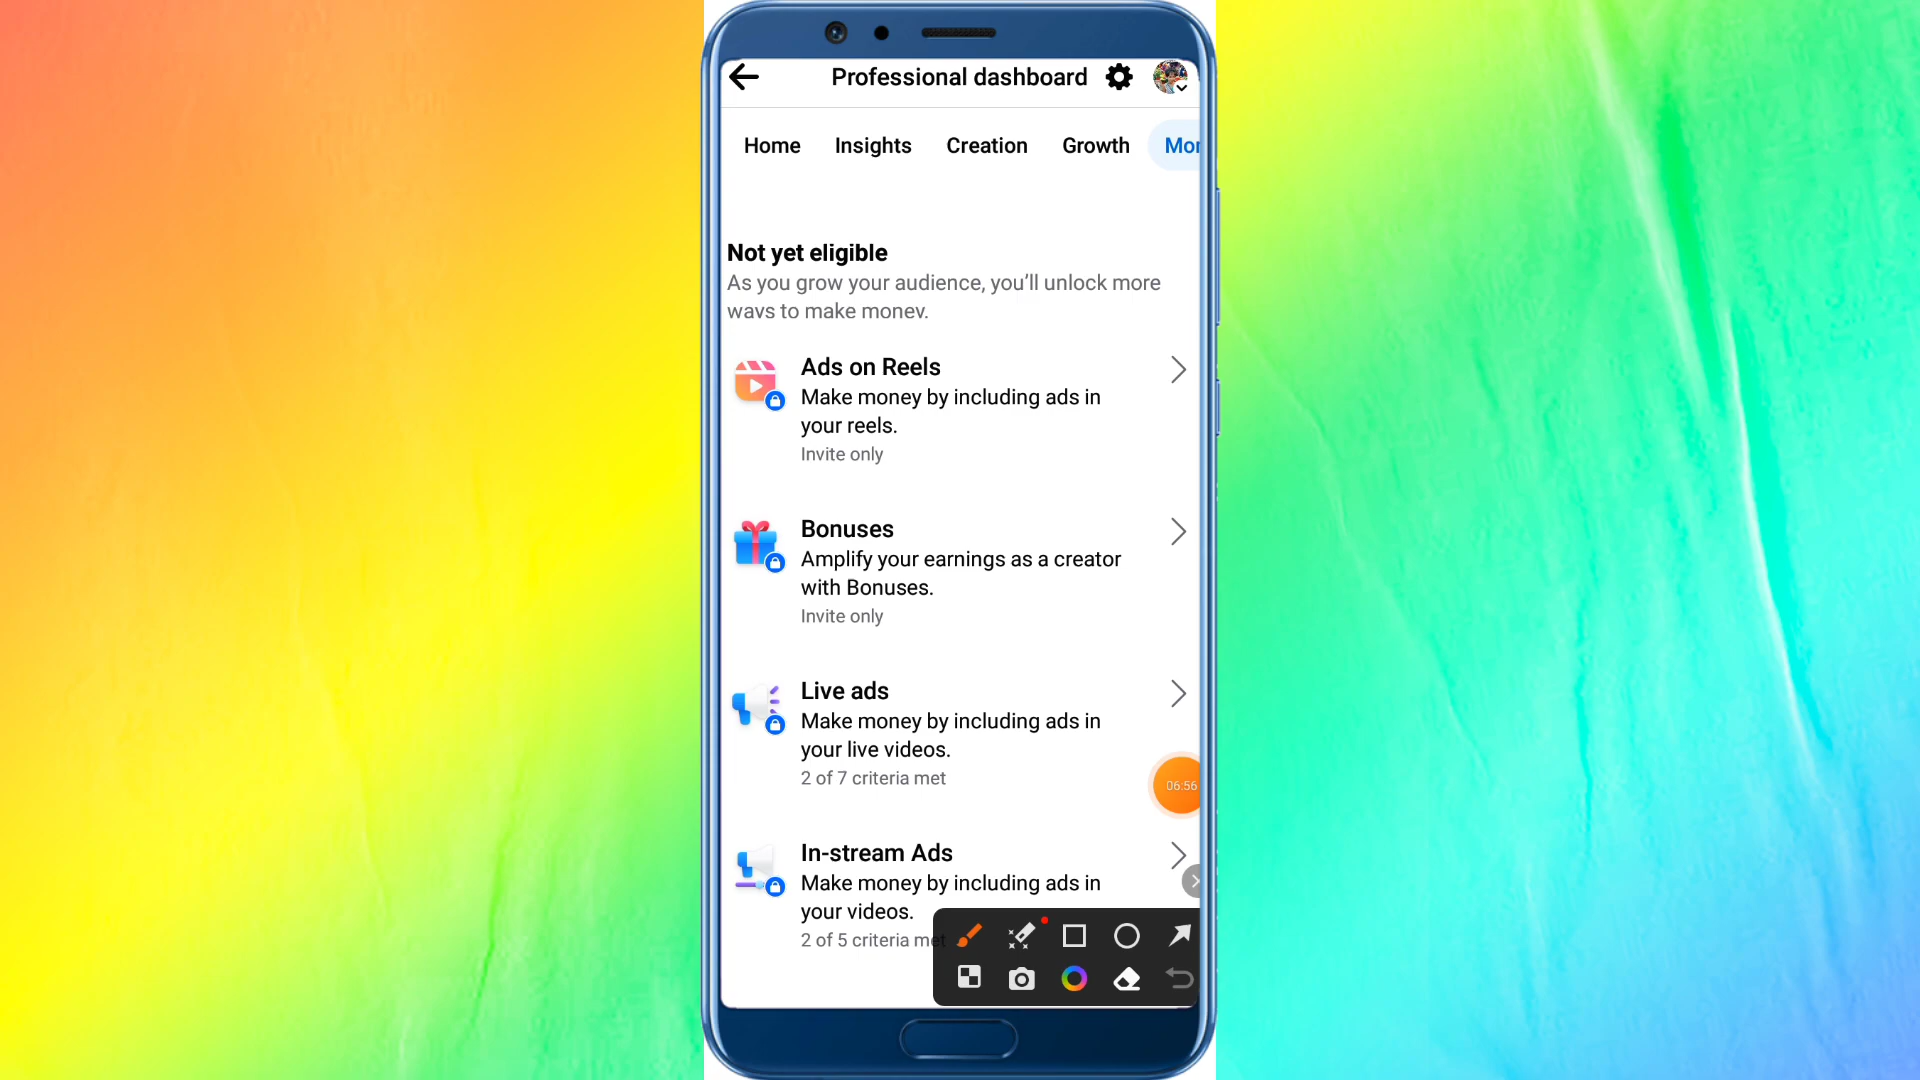 Professional dashboard
Home Insights Creation Growth Mor
Not yet eligible
As you grow your audience, you'll unlock more
ways to make money.
Ads on Reels
Make money by including ads in
your reels.
Invite only
Bonuses
Amplify your earnings as a creator
with Bonuses.
Invite only
Live ads
Make money by including ads in
your live videos.
2 of 7 criteria met
06:56
In-stream Ads
Make money by including ads in
your videos.
2 of 5 criteria met